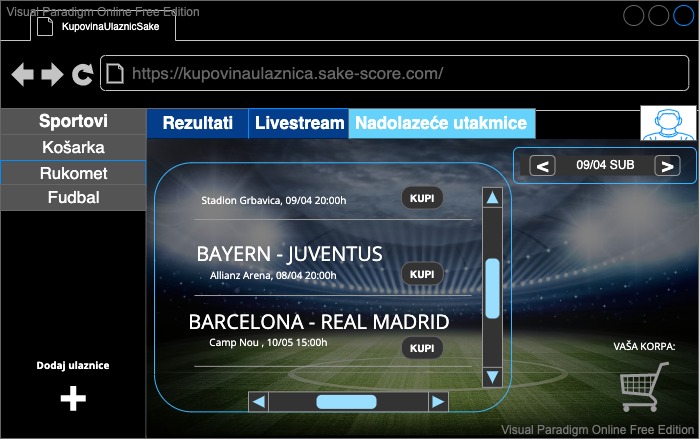 Visual Paradigm Online Free Edition
KupovinaUlaznicSake
https://kupovinaulaznica.sake-score.com/
Sportovi
Košarka
Rukomet
Fudbal
Rezultati
Livestream
Nadolazeće utakmice
<
09/04 SUB
>
Stadion Grbavica, 09/04 20:00h
KUPI
BAYERN - JUVENTUS
Allianz Arena, 08/04 20:00h
KUPI
BARCELONA - REAL MADRID
Camp Nou , 10/05 15:00h
KUPI
Dodaj ulaznice
VAŠA KORPA:
Visual Paradigm Online Free Edition